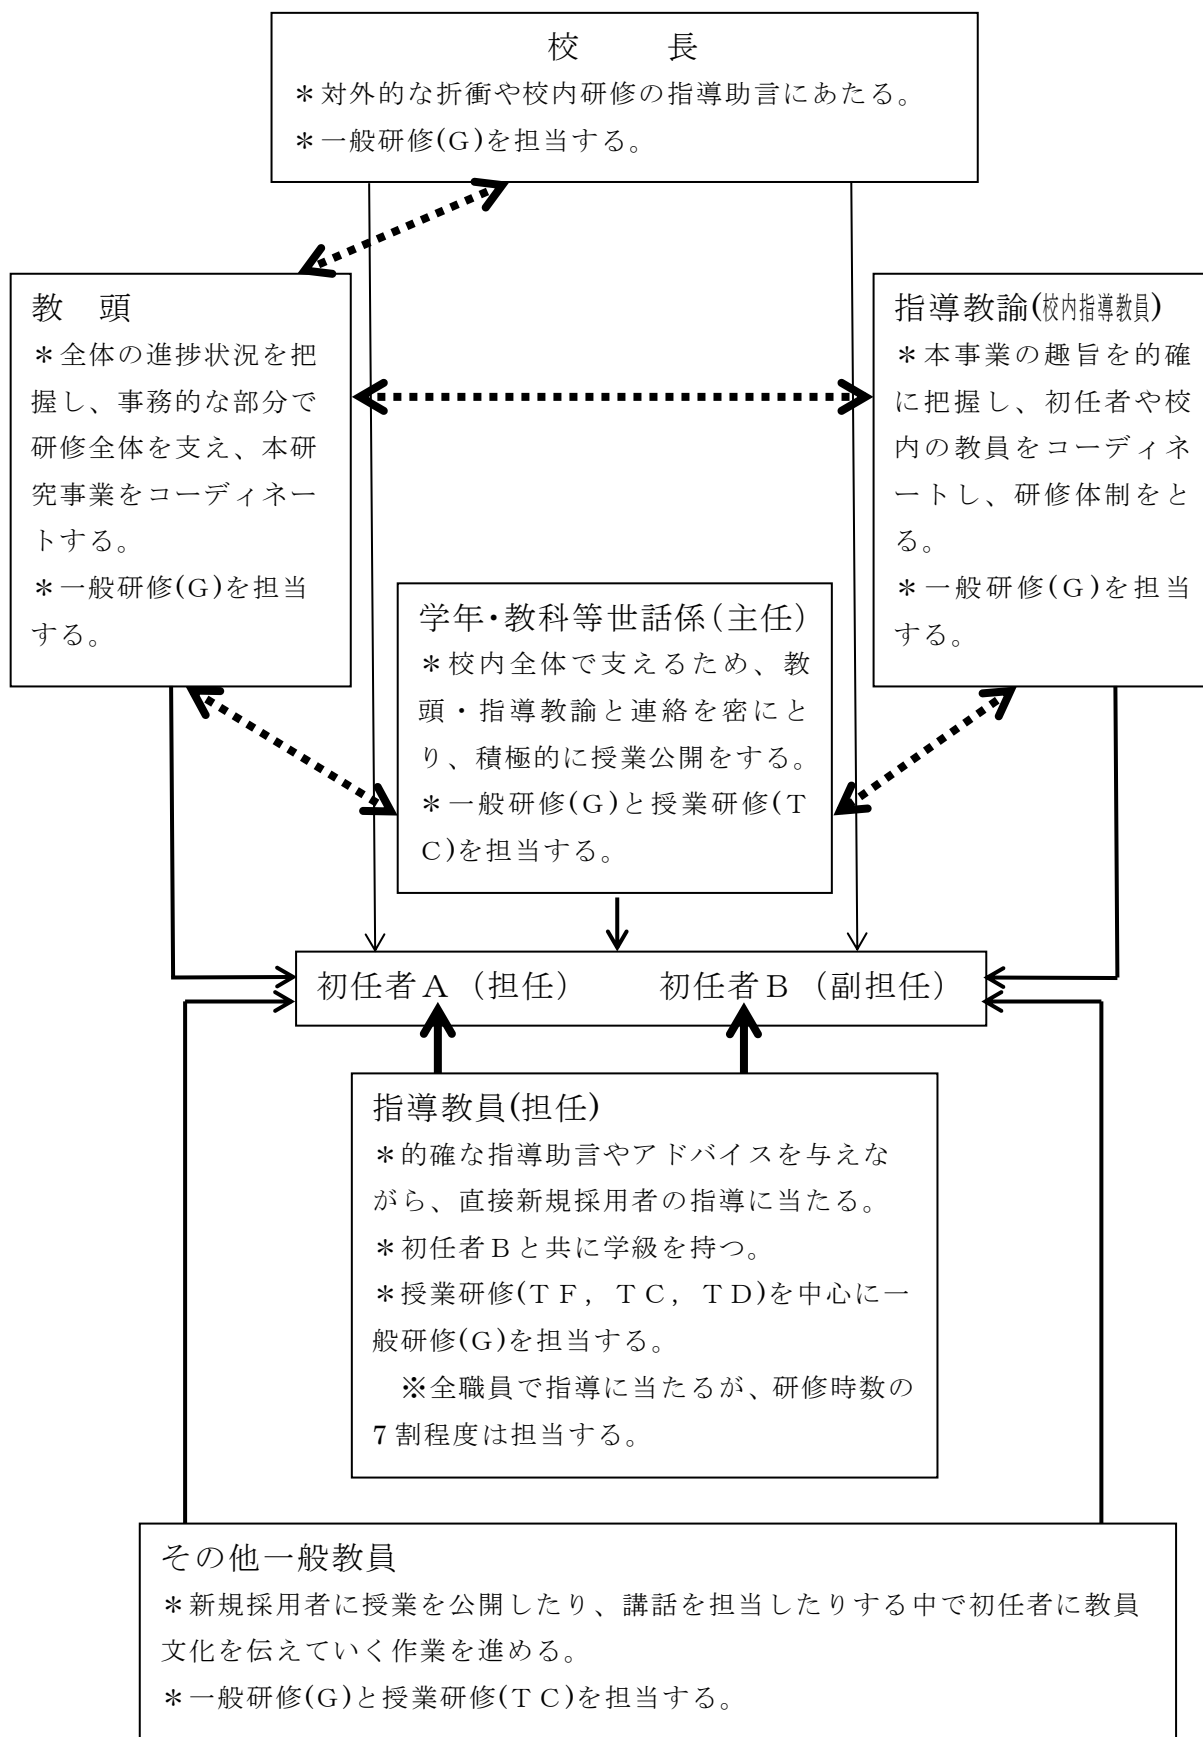 校　　長
＊対外的な折衝や校内研修の指導助言にあたる。
＊一般研修(G)を担当する。
教　頭
＊全体の進捗状況を把
握し、事務的な部分で
研修全体を支え、本研
究事業をコーディネー
トする。
＊一般研修(G)を担当
する。
指導教諭(校内指導教員)
＊本事業の趣旨を的確
に把握し、初任者や校
内の教員をコーディネ
ートし、研修体制をと
る。
＊一般研修(G)を担当
する。
学年・教科等世話係(主任)
＊校内全体で支えるため、教
頭・指導教諭と連絡を密にと
り、積極的に授業公開をする。
＊一般研修(G)と授業研修(T
C)を担当する。
初任者A（担任）　　初任者B（副担任）
指導教員(担任)
＊的確な指導助言やアドバイスを与えな
がら、直接新規採用者の指導に当たる。
＊初任者Bと共に学級を持つ。
＊授業研修(TF，TC，TD)を中心に一
般研修(G)を担当する。
※全職員で指導に当たるが、研修時数の
7割程度は担当する。
その他一般教員
＊新規採用者に授業を公開したり、講話を担当したりする中で初任者に教員
文化を伝えていく作業を進める。
＊一般研修(G)と授業研修(TC)を担当する。